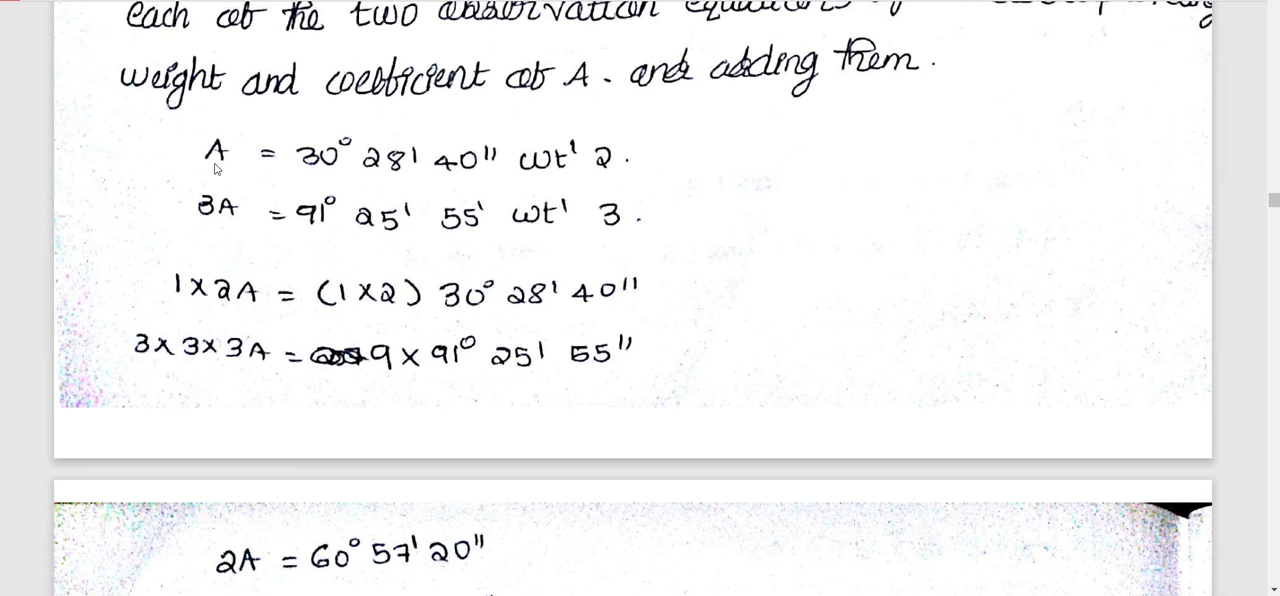 each of the two observation equations
weight and coefficient of A. and adding them.
A = 30° 28' 40" wt' 2.
3A = 91° 25' 55' wt' 3.
1 x 2A = (1 x 2) 30° 28' 40"
3 x 3 x 3A = 9 x 91° 25' 55"
2A = 60° 57' 20"